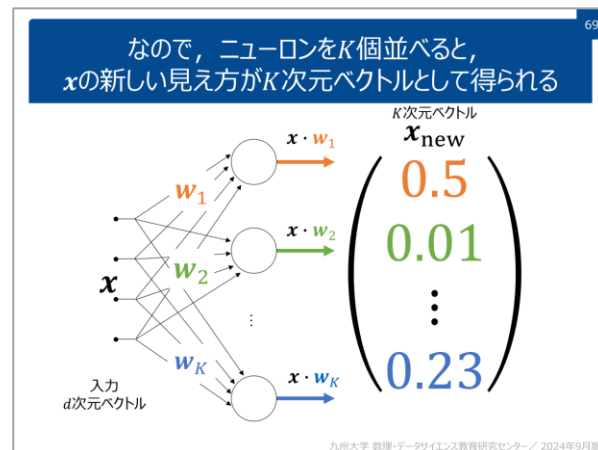 69
なので，ニューロンをK個並べると，
xの新しい見え方がK次元ベクトルとして得られる
K次元ベクトル
x_new
x · w₁
w₁
0.5
x · w₂
w₂
0.01
x
⋮
...
x · w_K
w_K
0.23
入力
d次元ベクトル
九州大学 数理・データサイエンス教育研究センター／ 2024年9月版